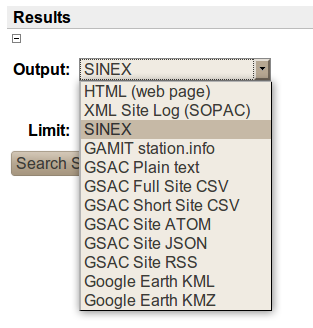 Results
Output: SINEX
HTML (web page)
XML Site Log (SOPAC)
Limit: SINEX
GAMIT station.info
Search S GSAC Plain text
GSAC Full Site CSV
GSAC Short Site CSV
GSAC Site ATOM
GSAC Site JSON
GSAC Site RSS
Google Earth KML
Google Earth KMZ